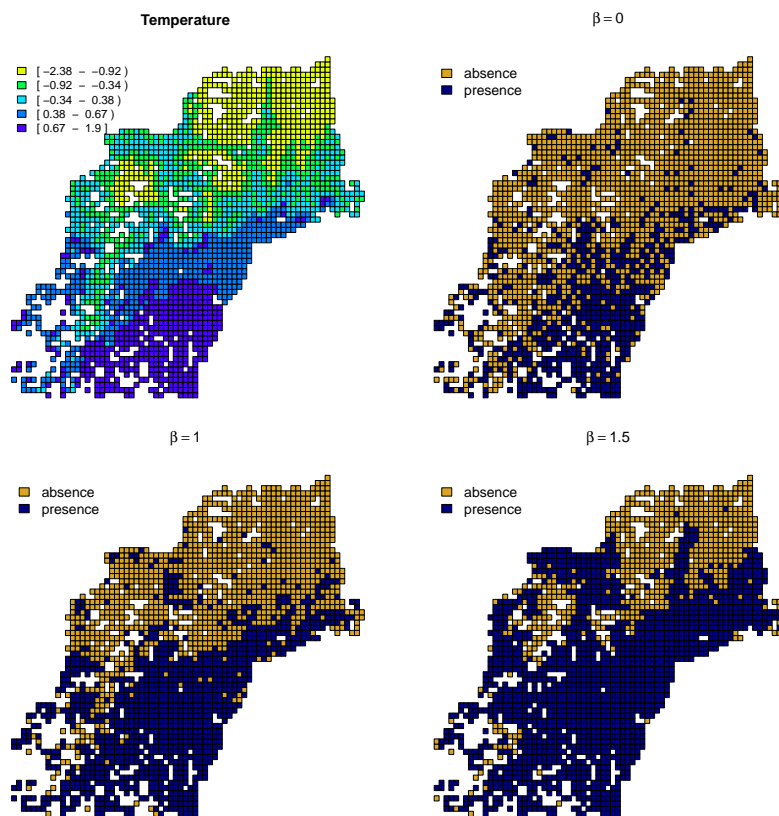 Temperature
[ −2.38 − −0.92 )
[ −0.92 − −0.34 )
[ −0.34 − 0.38 )
[ 0.38 − 0.67 )
[ 0.67 − 1.9 ]
β = 0
absence
presence
β = 1
absence
presence
β = 1.5
absence
presence